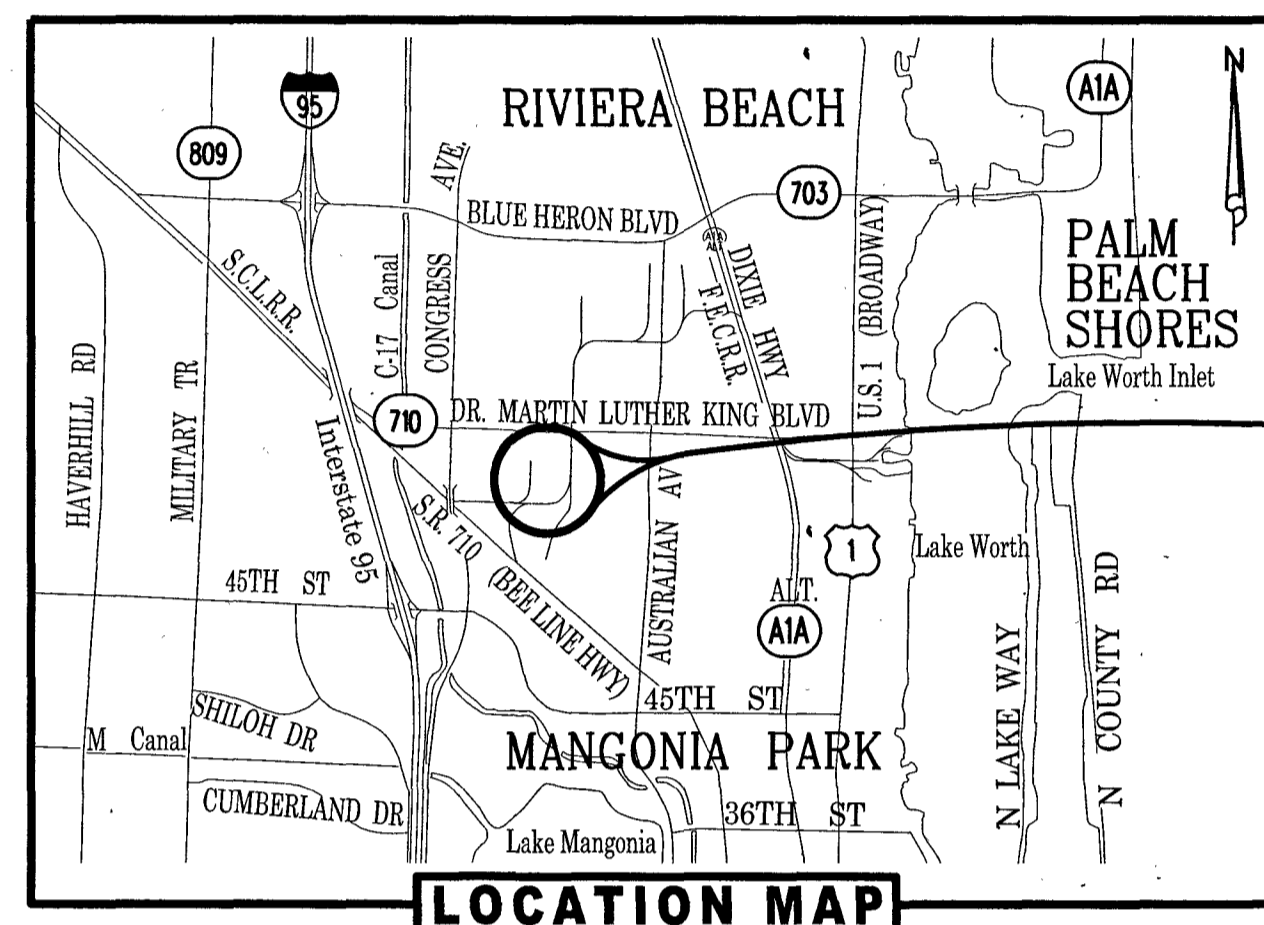 N
95
A1A
RIVIERA BEACH
809
AVE.
703
BLUE HERON BLVD
A1A
ALT
PALM
BEACH
SHORES
S.C.L.R.R.
DIXIE HWY
F.E.C.R.R.
U.S. 1 (BROADWAY)
C-17 Canal
CONGRESS
HAVERHILL RD
MILITARY TR
Lake Worth Inlet
710
DR. MARTIN LUTHER KING BLVD
Interstate 95
S.R. 710 (BEE LINE HWY)
AUSTRALIAN AV
1
Lake Worth
45TH ST
ALT.
A1A
N LAKE WAY
N COUNTY RD
45TH ST
SHILOH DR
M Canal
MANGONIA PARK
CUMBERLAND DR
36TH ST
Lake Mangonia
LOCATION MAP